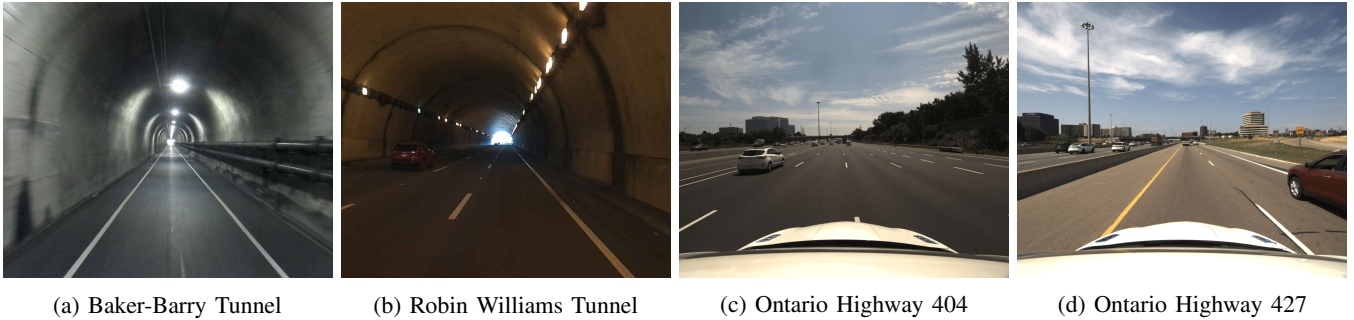 (a) Baker-Barry Tunnel
(b) Robin Williams Tunnel
(c) Ontario Highway 404
(d) Ontario Highway 427